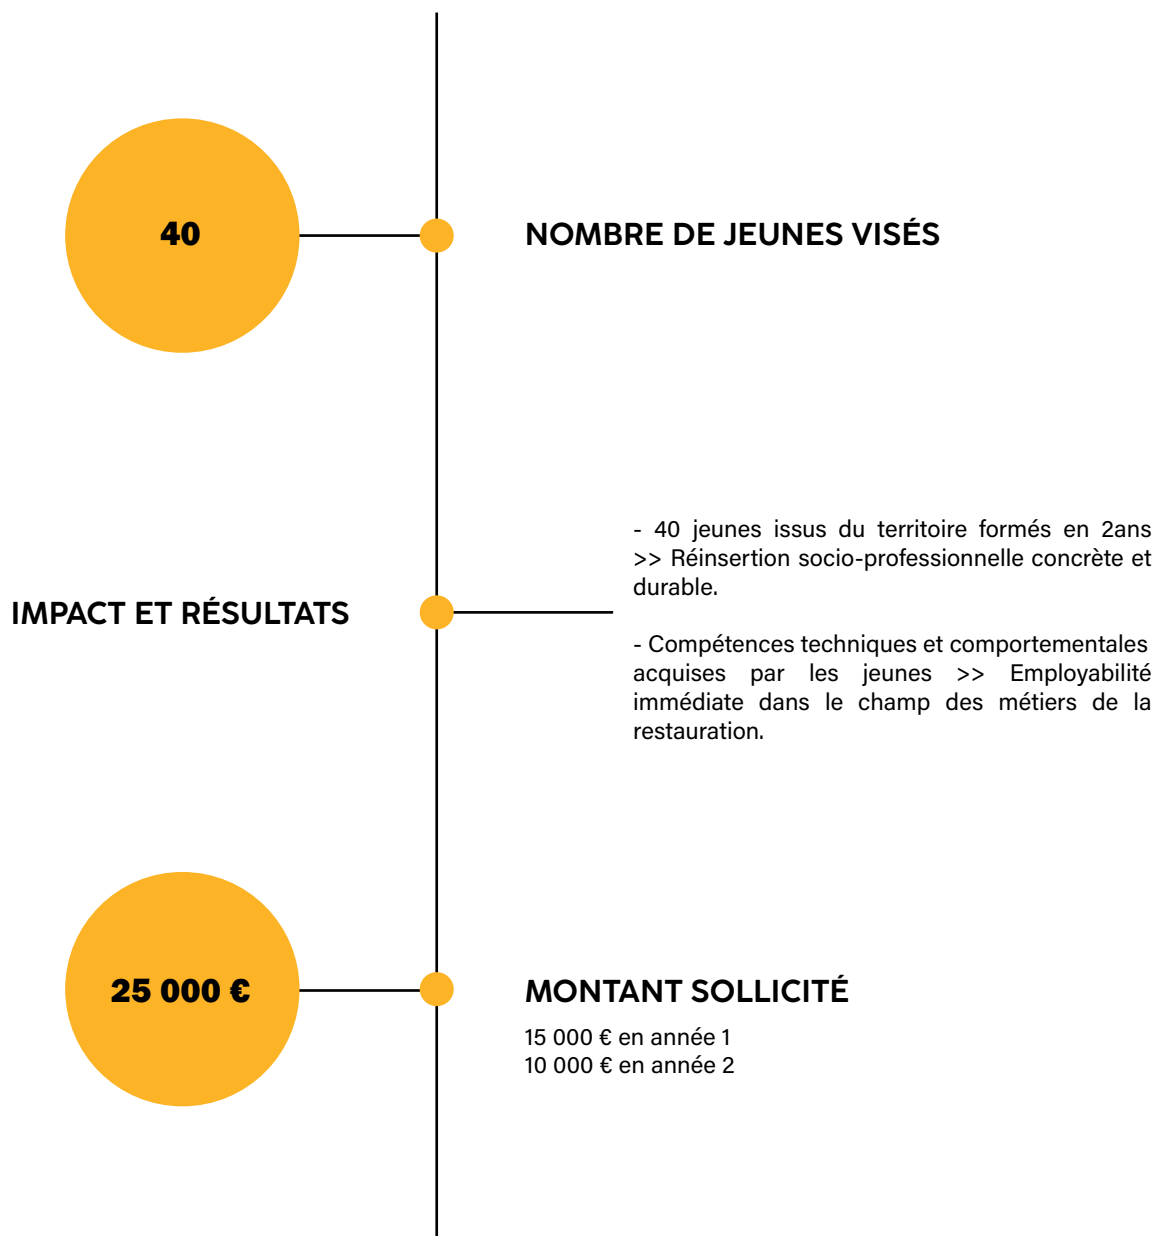 40
NOMBRE DE JEUNES VISÉS
IMPACT ET RÉSULTATS
- 40 jeunes issus du territoire formés en 2ans
>> Réinsertion socio-professionnelle concrète et
durable.
- Compétences techniques et comportementales
acquises par les jeunes >> Employabilité
immédiate dans le champ des métiers de la
restauration.
25 000 €
MONTANT SOLLICITÉ
15 000 € en année 1
10 000 € en année 2